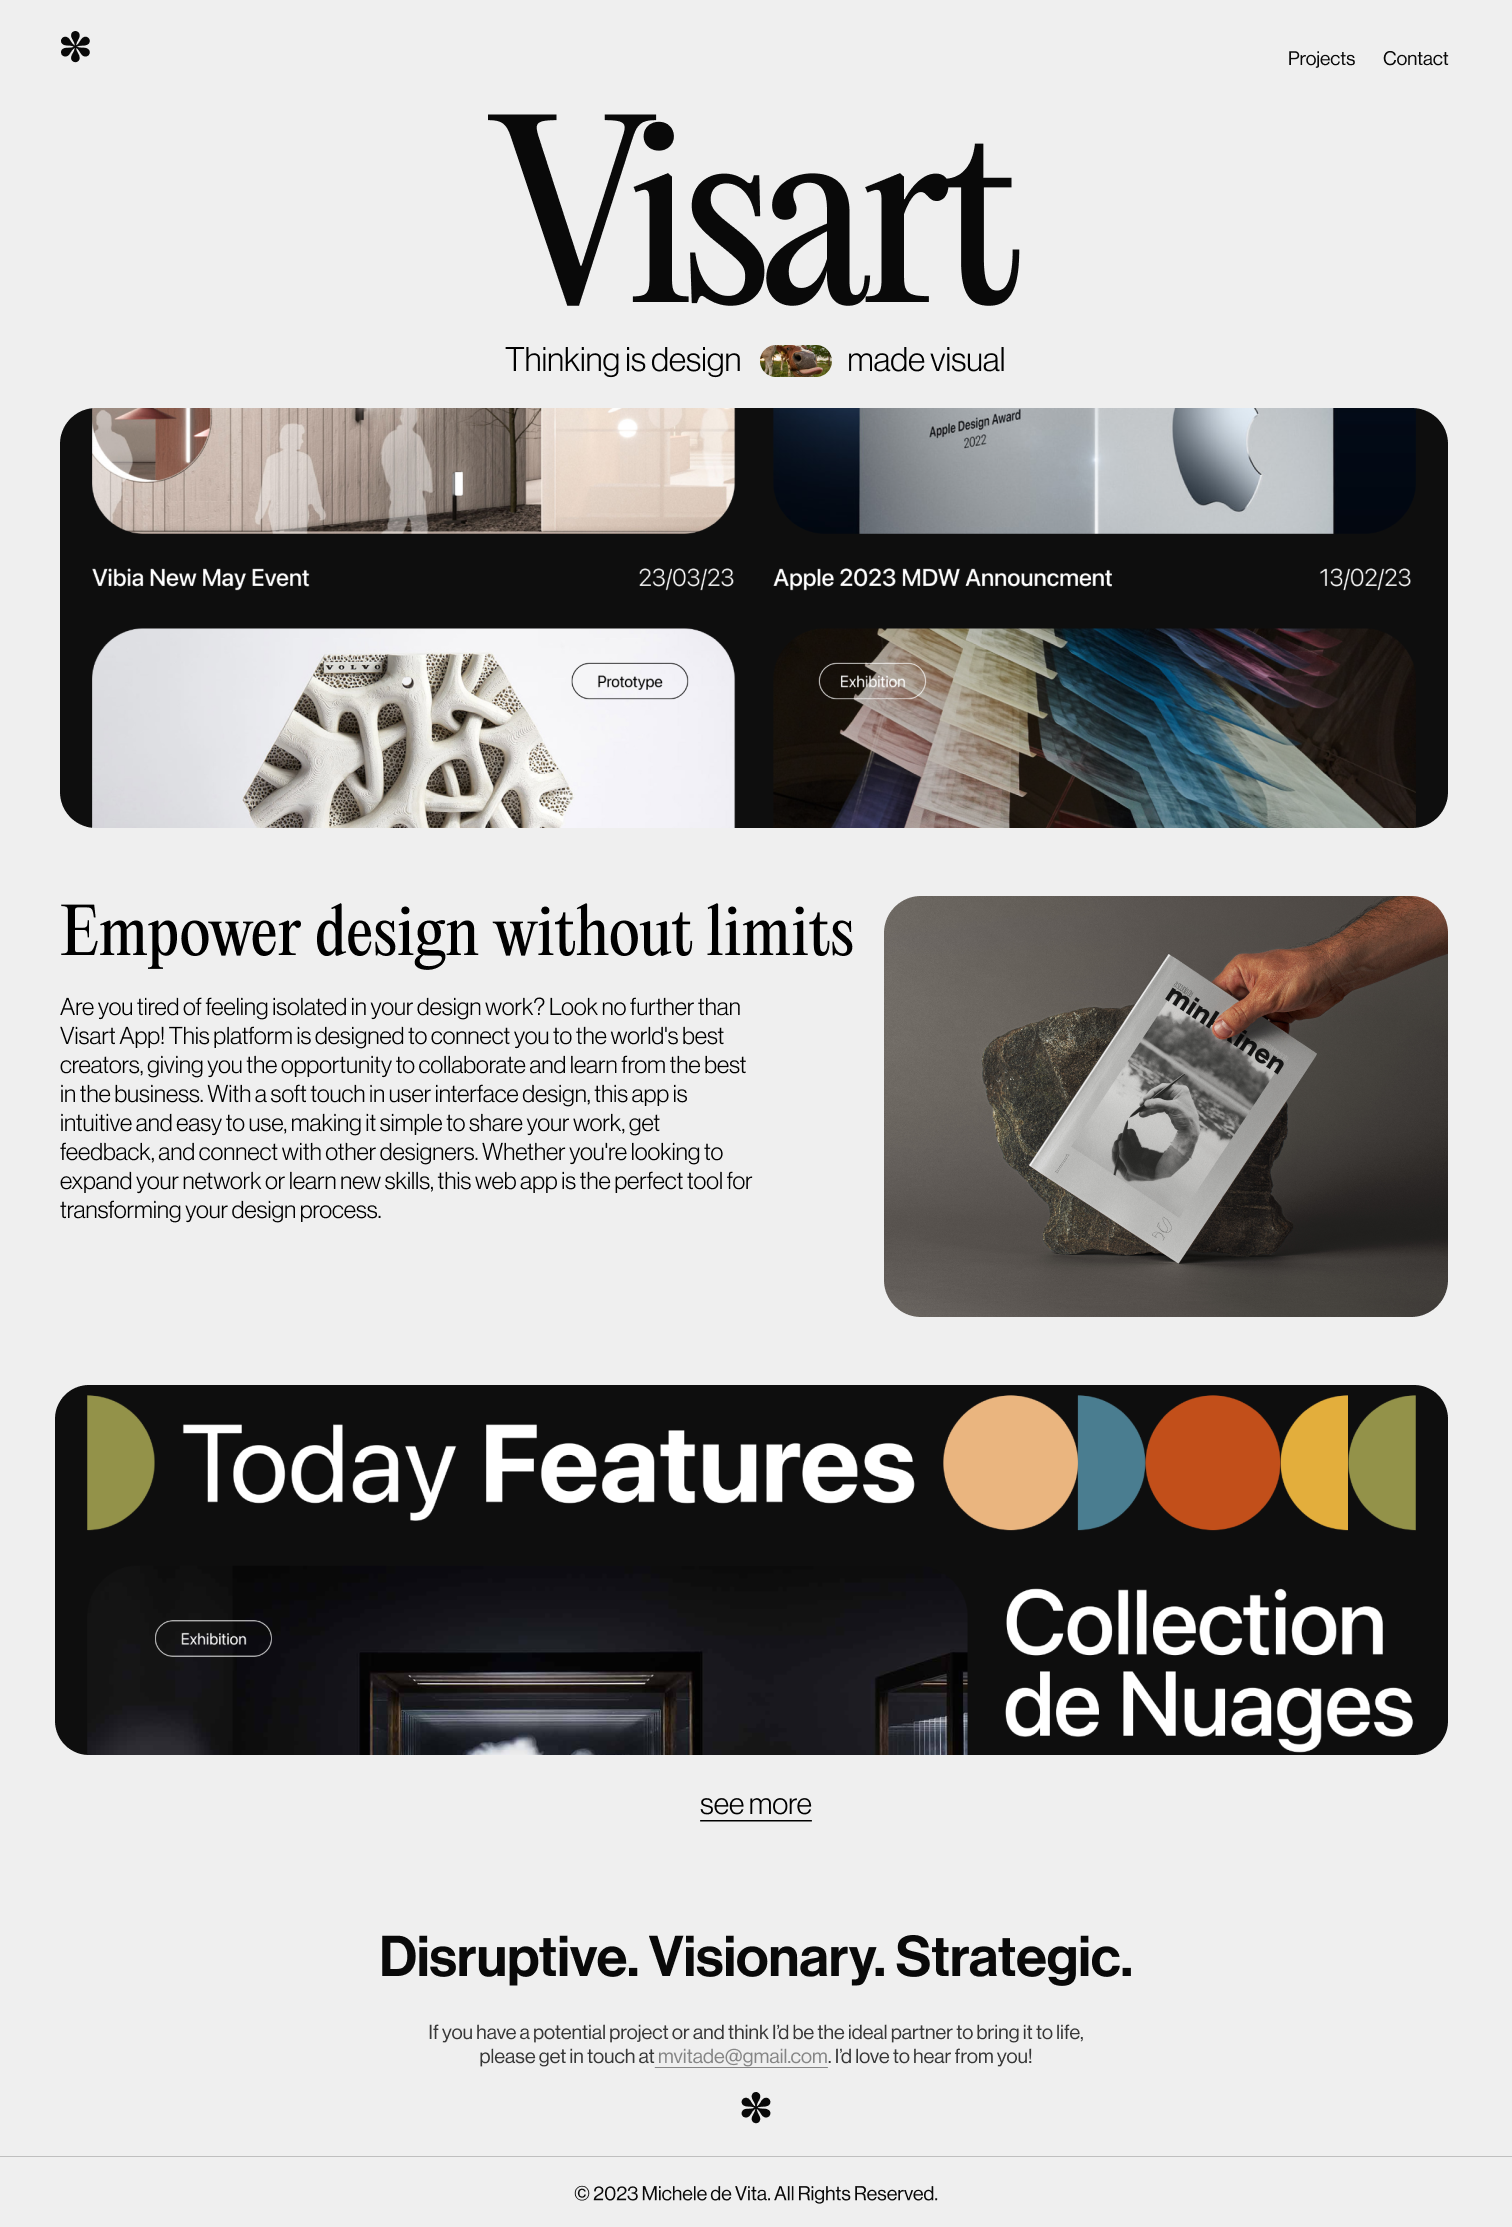 Projects Contact
Visart
Thinking is design made visual
Apple Design Award
2022
Vibia New May Event 23/03/23 Apple 2023 MDW Announcment 13/02/23
VOLVO
Prototype
Exhibition
Empower design without limits
Are you tired of feeling isolated in your design work? Look no further than
Visart App! This platform is designed to connect you to the world's best
creators, giving you the opportunity to collaborate and learn from the best
in the business. With a soft touch in user interface design, this app is
intuitive and easy to use, making it simple to share your work, get
feedback, and connect with other designers. Whether you're looking to
expand your network or learn new skills, this web app is the perfect tool for
transforming your design process.
Today Features
Exhibition
Collection
de Nuages
see more
Disruptive. Visionary. Strategic.
If you have a potential project or and think I'd be the ideal partner to bring it to life,
please get in touch at mvitade@gmail.com. I'd love to hear from you!
© 2023 Michele de Vita. All Rights Reserved.